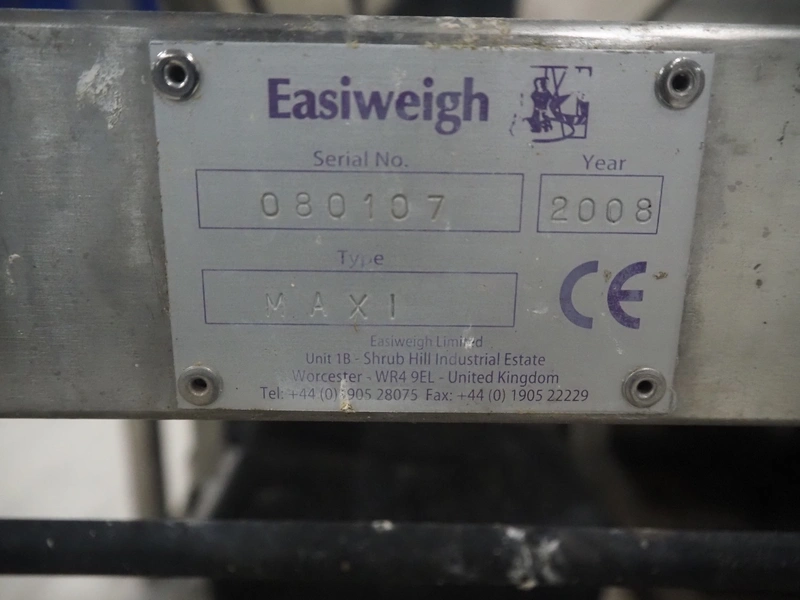 Easiweigh
Serial No. Year
080107 2008
Type
MAXI
CE
Easiweigh Limited
Unit 1B - Shrub Hill Industrial Estate
Worcester - WR4 9EL - United Kingdom
Tel: +44 (0) 1905 28075 Fax: +44 (0) 1905 22229